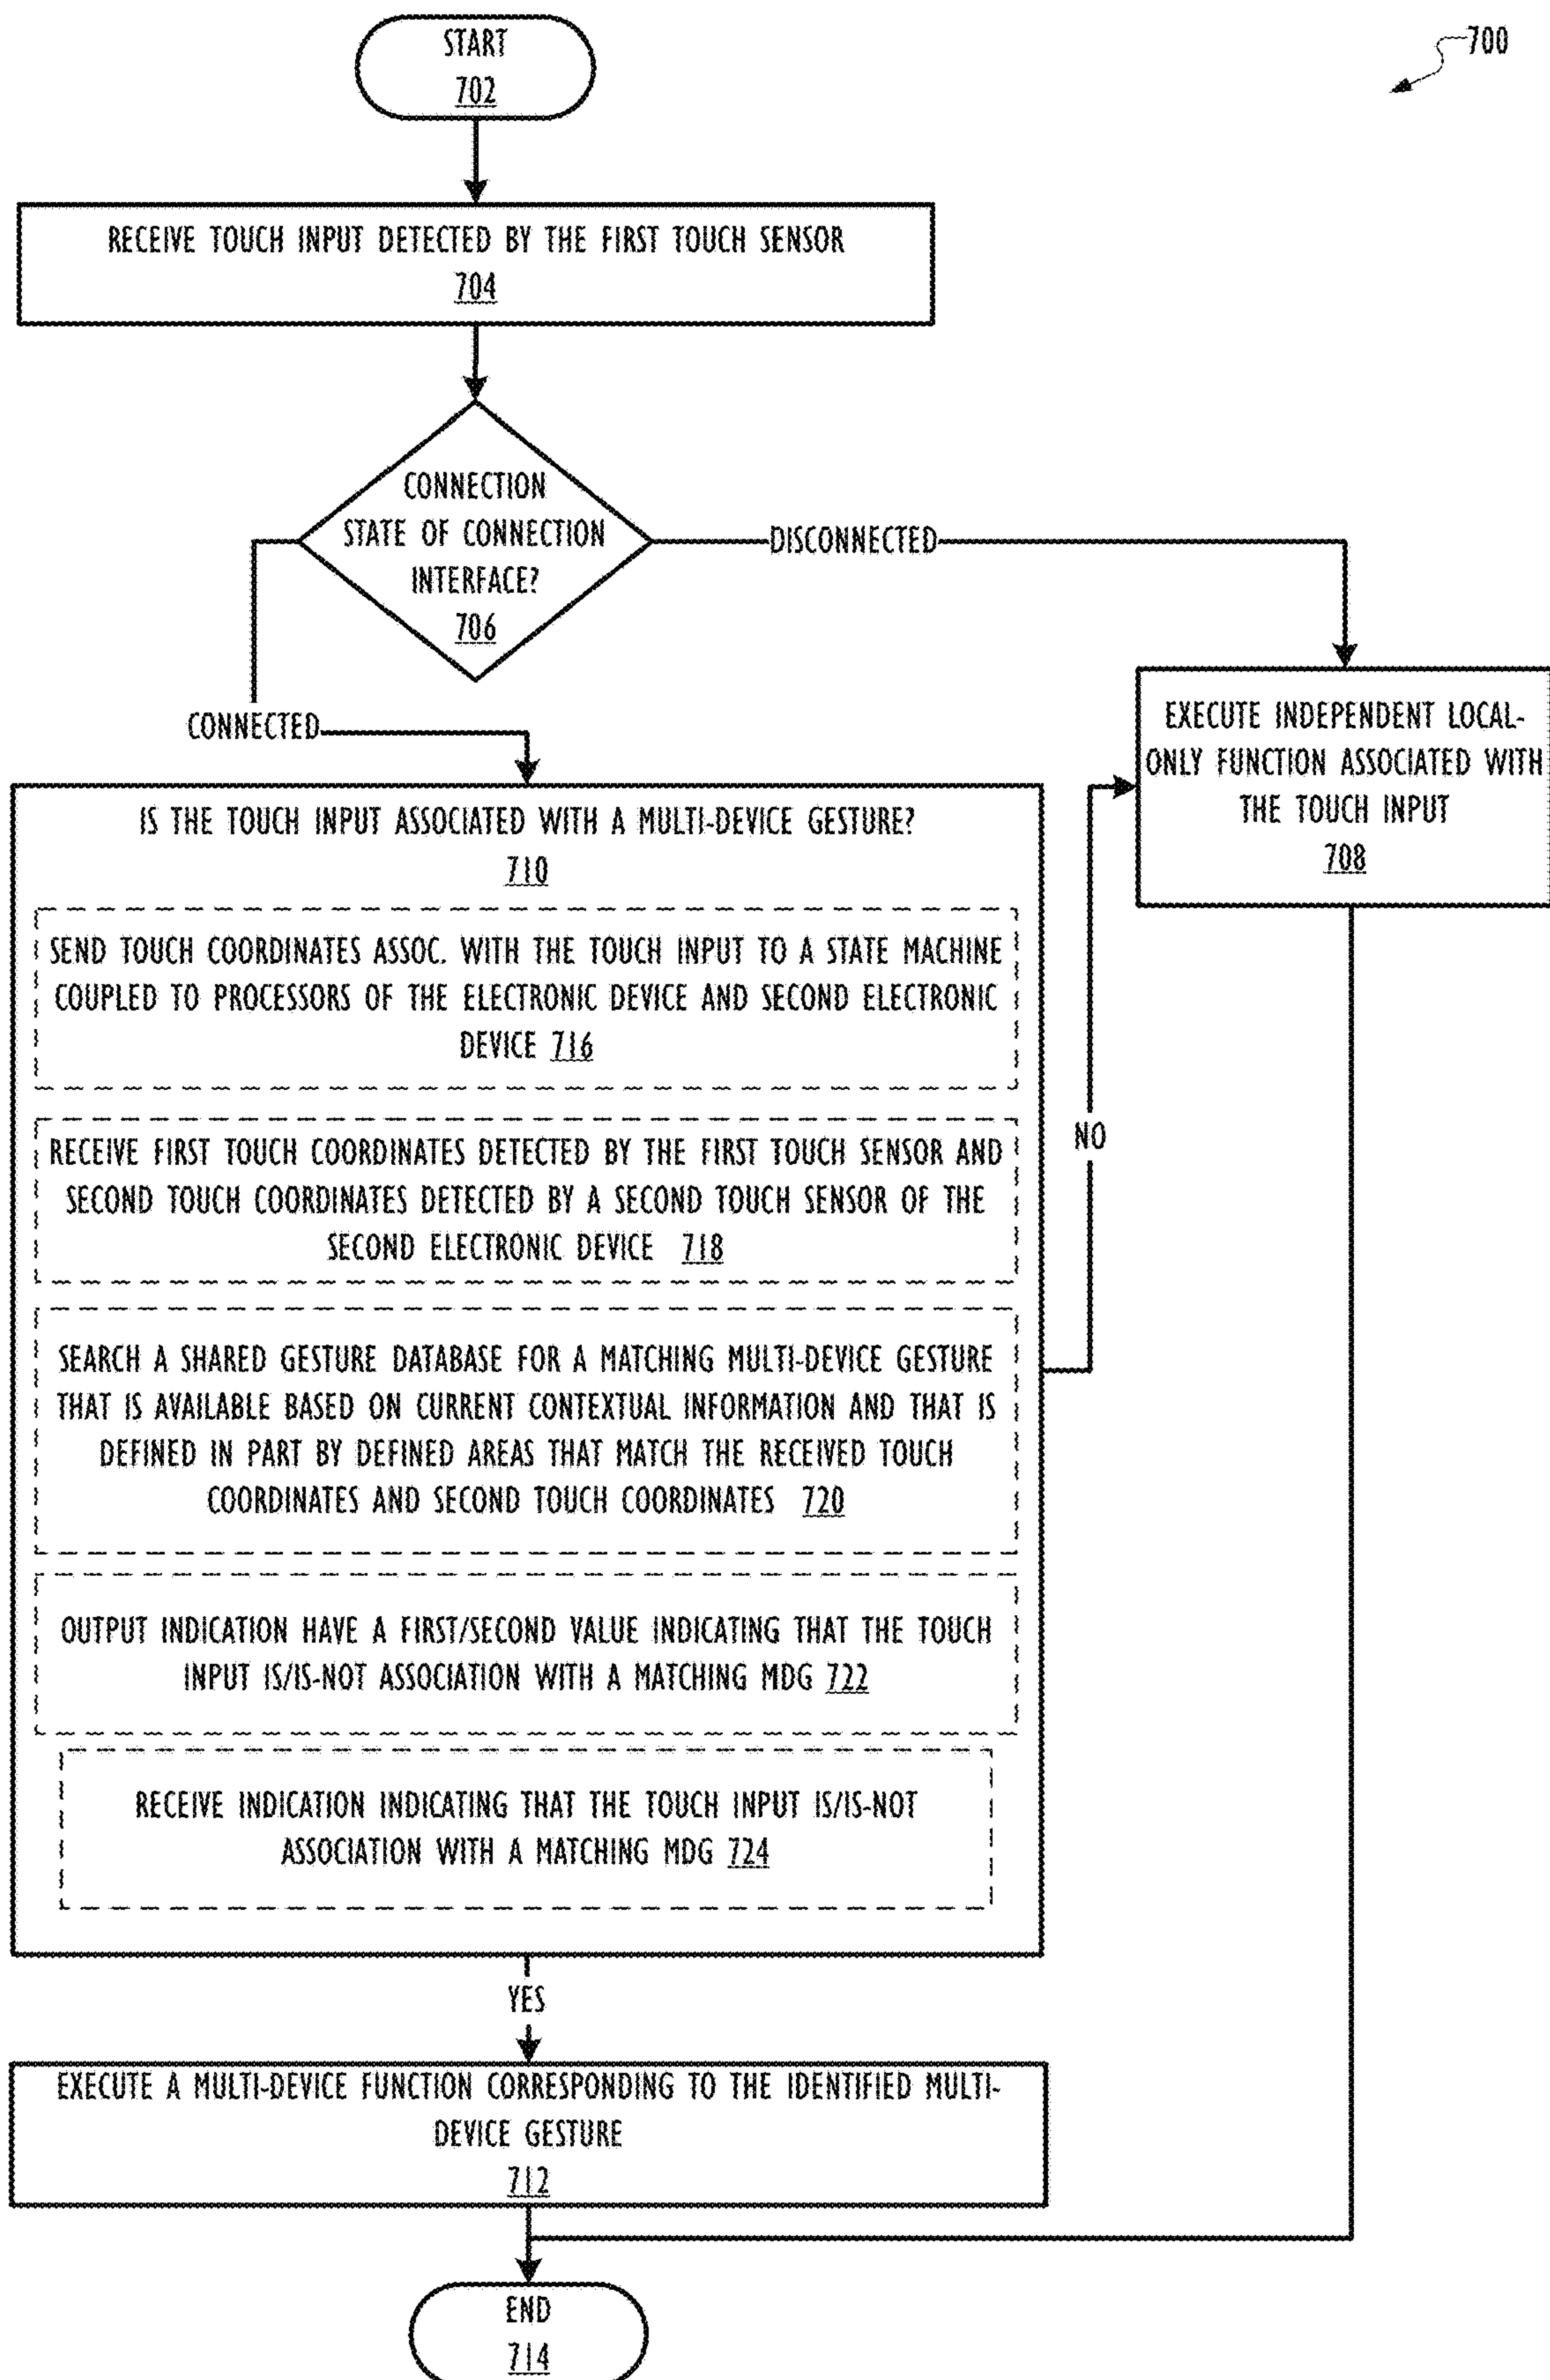 START
702
700
RECEIVE TOUCH INPUT DETECTED BY THE FIRST TOUCH SENSOR
704
CONNECTION
STATE OF CONNECTION
INTERFACE?
706
DISCONNECTED
CONNECTED
EXECUTE INDEPENDENT LOCAL-
ONLY FUNCTION ASSOCIATED WITH
THE TOUCH INPUT
708
IS THE TOUCH INPUT ASSOCIATED WITH A MULTI-DEVICE GESTURE?
710
SEND TOUCH COORDINATES ASSOC. WITH THE TOUCH INPUT TO A STATE MACHINE
COUPLED TO PROCESSORS OF THE ELECTRONIC DEVICE AND SECOND ELECTRONIC
DEVICE 716
RECEIVE FIRST TOUCH COORDINATES DETECTED BY THE FIRST TOUCH SENSOR AND
SECOND TOUCH COORDINATES DETECTED BY A SECOND TOUCH SENSOR OF THE
SECOND ELECTRONIC DEVICE 718
NO
SEARCH A SHARED GESTURE DATABASE FOR A MATCHING MULTI-DEVICE GESTURE
THAT IS AVAILABLE BASED ON CURRENT CONTEXTUAL INFORMATION AND THAT IS
DEFINED IN PART BY DEFINED AREAS THAT MATCH THE RECEIVED TOUCH
COORDINATES AND SECOND TOUCH COORDINATES 720
OUTPUT INDICATION HAVE A FIRST/SECOND VALUE INDICATING THAT THE TOUCH
INPUT IS/IS-NOT ASSOCIATION WITH A MATCHING MDG 722
RECEIVE INDICATION INDICATING THAT THE TOUCH INPUT IS/IS-NOT
ASSOCIATION WITH A MATCHING MDG 724
YES
EXECUTE A MULTI-DEVICE FUNCTION CORRESPONDING TO THE IDENTIFIED MULTI-
DEVICE GESTURE
712
END
714